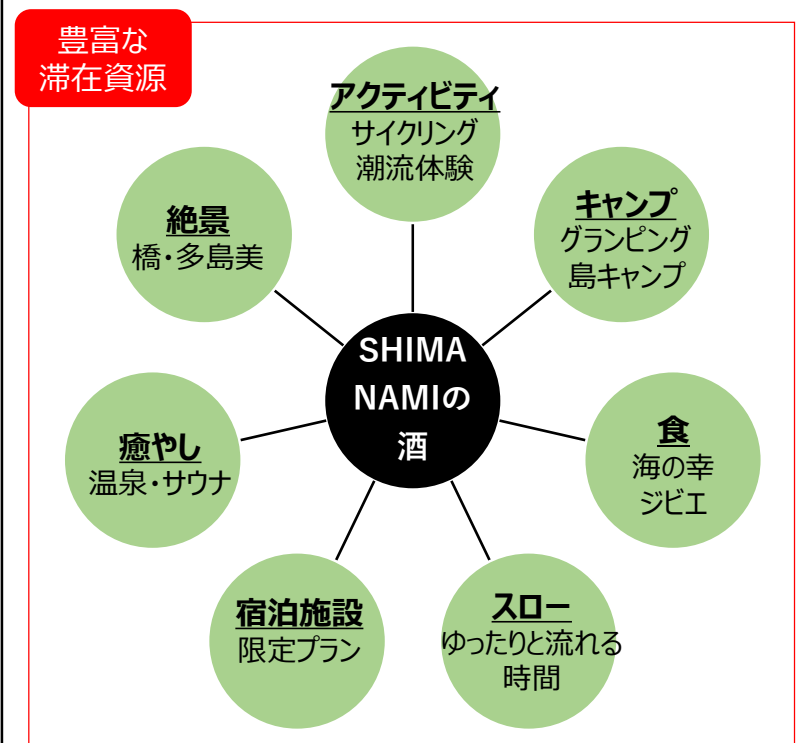 豊富な
滞在資源
アクティビティ
サイクリング
潮流体験
キャンプ
グランピング
島キャンプ
食
海の幸
ジビエ
スロー
ゆったりと流れる
時間
宿泊施設
限定プラン
癒やし
温泉・サウナ
絶景
橋・多島美
SHIMA
NAMIの
酒